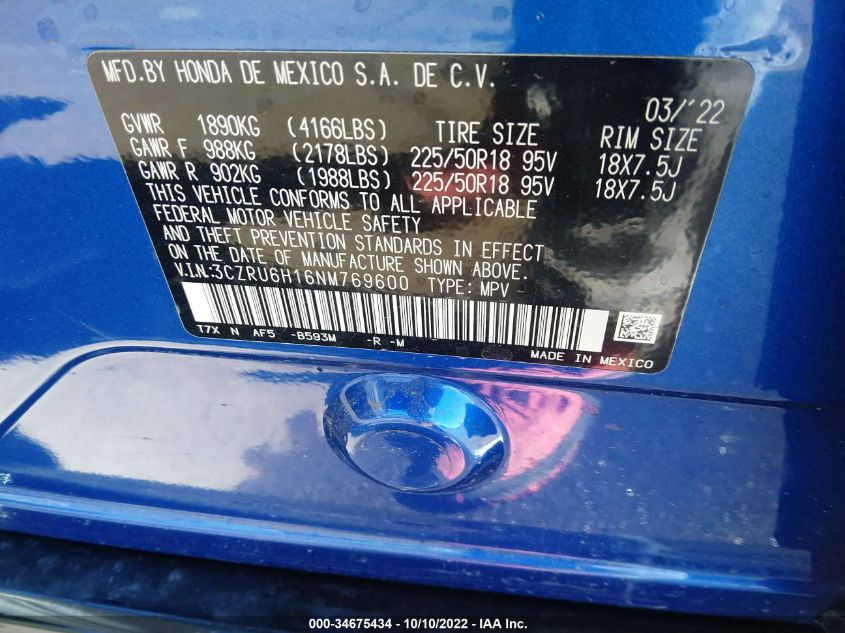 MFD.BY HONDA DE MEXICO S.A. DE C.V.
03/'22
GVWR 1890KG (4166LBS) TIRE SIZE RIM SIZE
GAWR F 988KG (2178LBS) 225/50R18 95V 18X7.5J
GAWR R 902KG (1988LBS) 225/50R18 95V 18X7.5J
THIS VEHICLE CONFORMS TO ALL APPLICABLE
FEDERAL MOTOR VEHICLE SAFETY
AND THEFT PREVENTION STANDARDS IN EFFECT
ON THE DATE OF MANUFACTURE SHOWN ABOVE.
V.IN:3CZRU6H16NM769600 TYPE: MPV
T7X N AF5 -B593M -R -M
MADE IN MEXICO
000-34675434 - 10/10/2022 - IAA Inc.